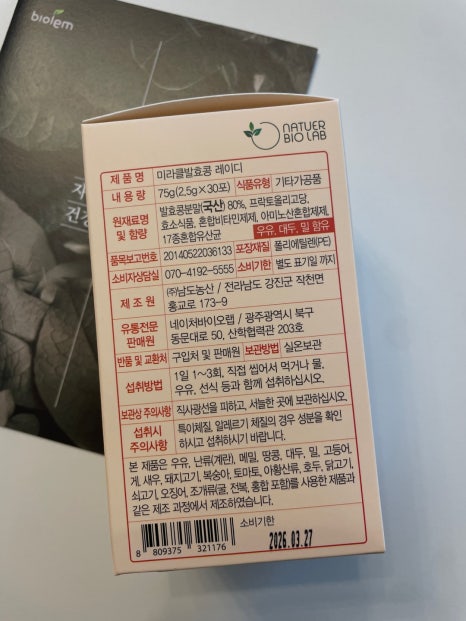 biolem
NATUER
BIO LAB
제 품 명 미라클발효콩 레이디
내 용 량 75g(2.5g×30포) 식품유형 기타가공품
원재료명 및 함량 발효콩분말(국산) 80%, 프락토올리고당,
효소식품, 혼합비타민제제, 아미노산혼합제제,
17종혼합유산균 우유, 대두, 밀 함유
품목보고번호 20140522036133 포장재질 폴리에틸렌(PE)
소비자상담실 070-4192-5555 소비기한 별도 표기일 까지
제 조 원 ㈜남도농산 / 전라남도 강진군 작천면
홍교로 173-9
유통전문 판매원 네이처바이오랩 / 광주광역시 북구
동문대로 50, 산학협력관 203호
반품 및 교환처 구입처 및 판매원 보관방법 실온보관
섭취방법 1일 1~3회, 직접 씹어서 먹거나 물,
우유, 선식 등과 함께 섭취하십시오.
보관상 주의사항 직사광선을 피하고, 서늘한 곳에 보관하십시오.
섭취시 주의사항 특이체질, 알레르기 체질의 경우 성분을 확인
하시고 섭취하시기 바랍니다.
본 제품은 우유, 난류(계란), 메밀, 땅콩, 대두, 밀, 고등어,
게, 새우, 돼지고기, 복숭아, 토마토, 아황산류, 호두, 닭고기,
쇠고기, 오징어, 조개류(굴, 전복, 홍합 포함)를 사용한 제품과
같은 제조 과정에서 제조하였습니다.
소비기한
2026.03.27
8 809375 321176